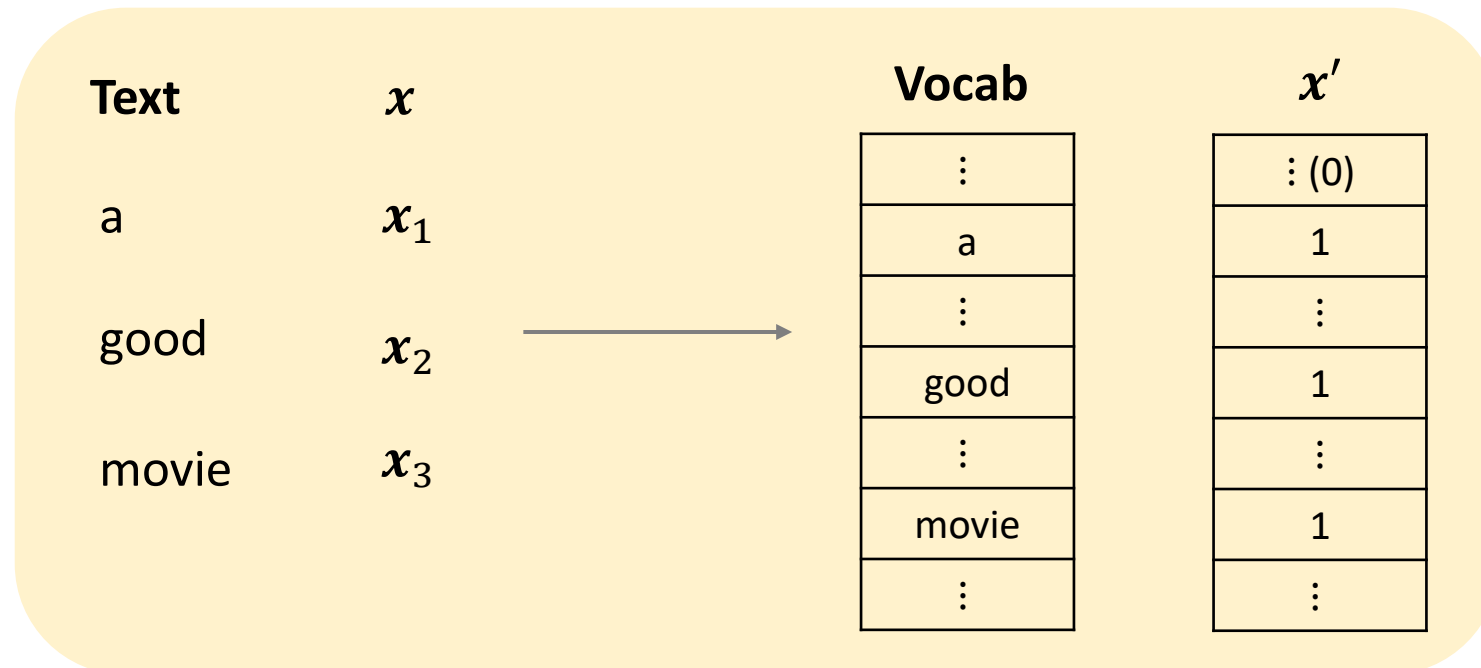 Text x Vocab x′
⋮ ⋮ (0)
a x₁ a 1
⋮ ⋮
good x₂ good 1
⋮ ⋮
movie x₃ movie 1
⋮ ⋮